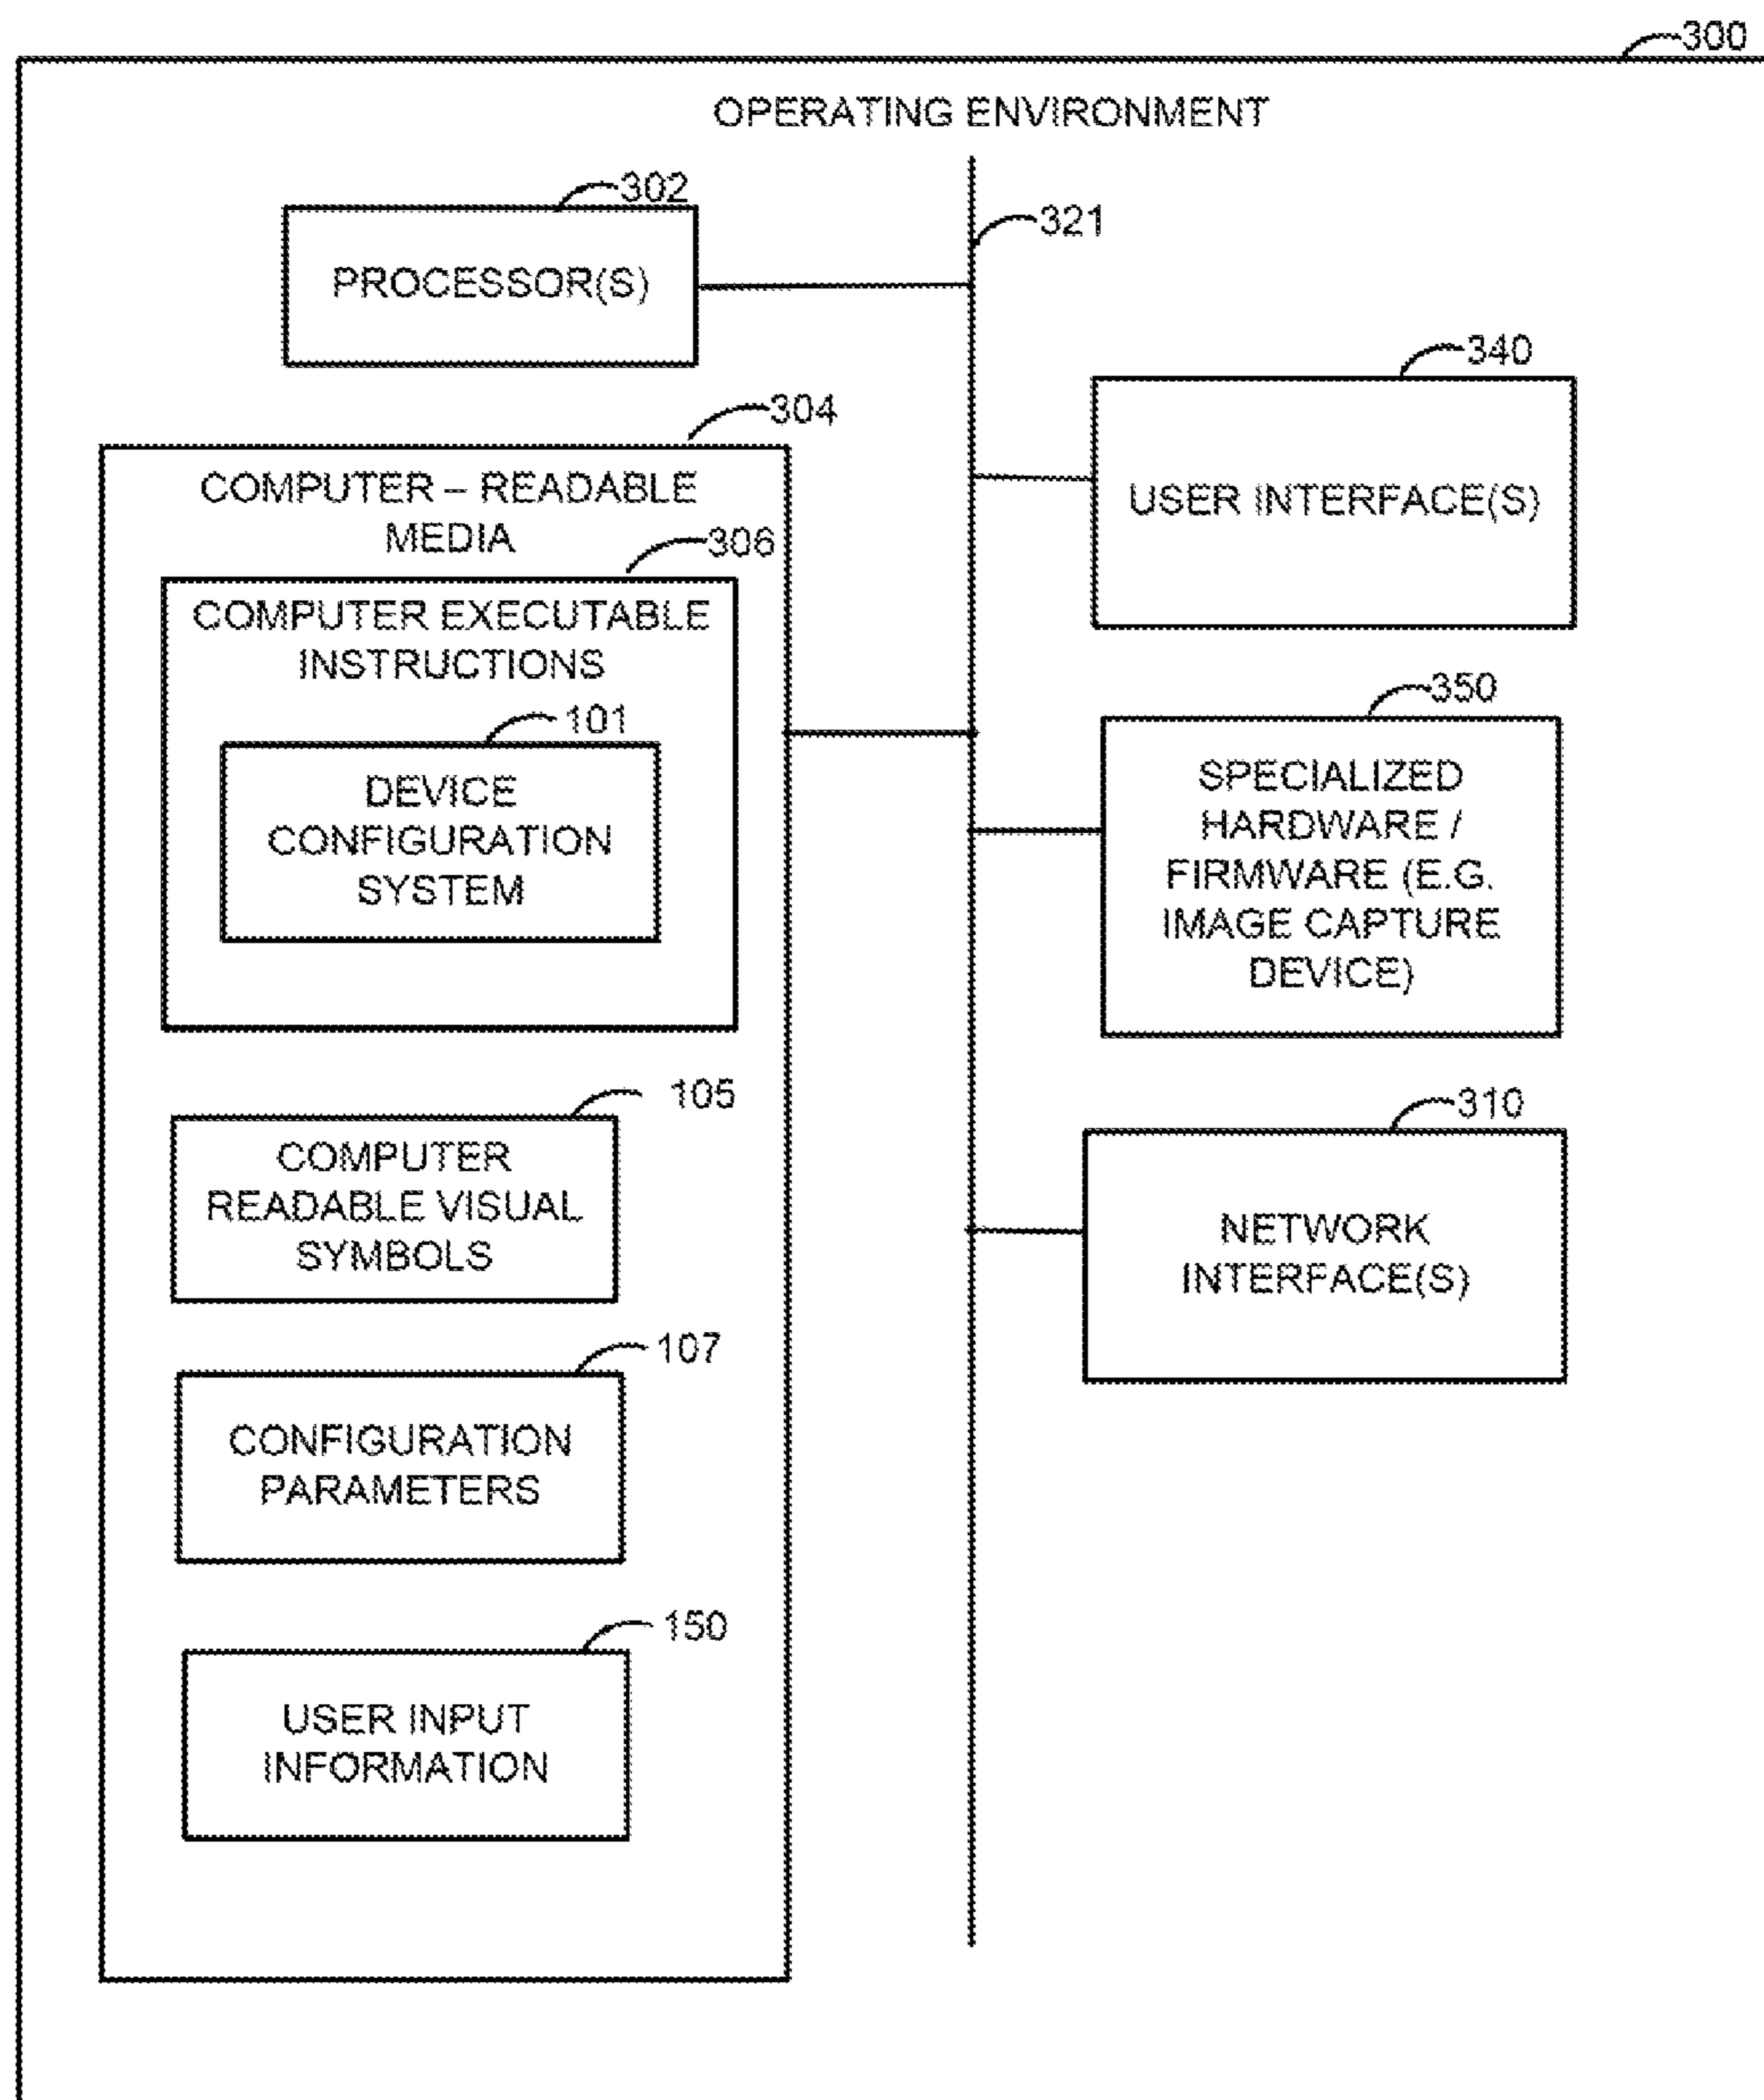 300
OPERATING ENVIRONMENT
302
PROCESSOR(S)
321
340
USER INTERFACE(S)
304
COMPUTER – READABLE
MEDIA
306
COMPUTER EXECUTABLE
INSTRUCTIONS
101
DEVICE
CONFIGURATION
SYSTEM
350
SPECIALIZED
HARDWARE /
FIRMWARE (E.G.
IMAGE CAPTURE
DEVICE)
105
COMPUTER
READABLE VISUAL
SYMBOLS
310
NETWORK
INTERFACE(S)
107
CONFIGURATION
PARAMETERS
150
USER INPUT
INFORMATION